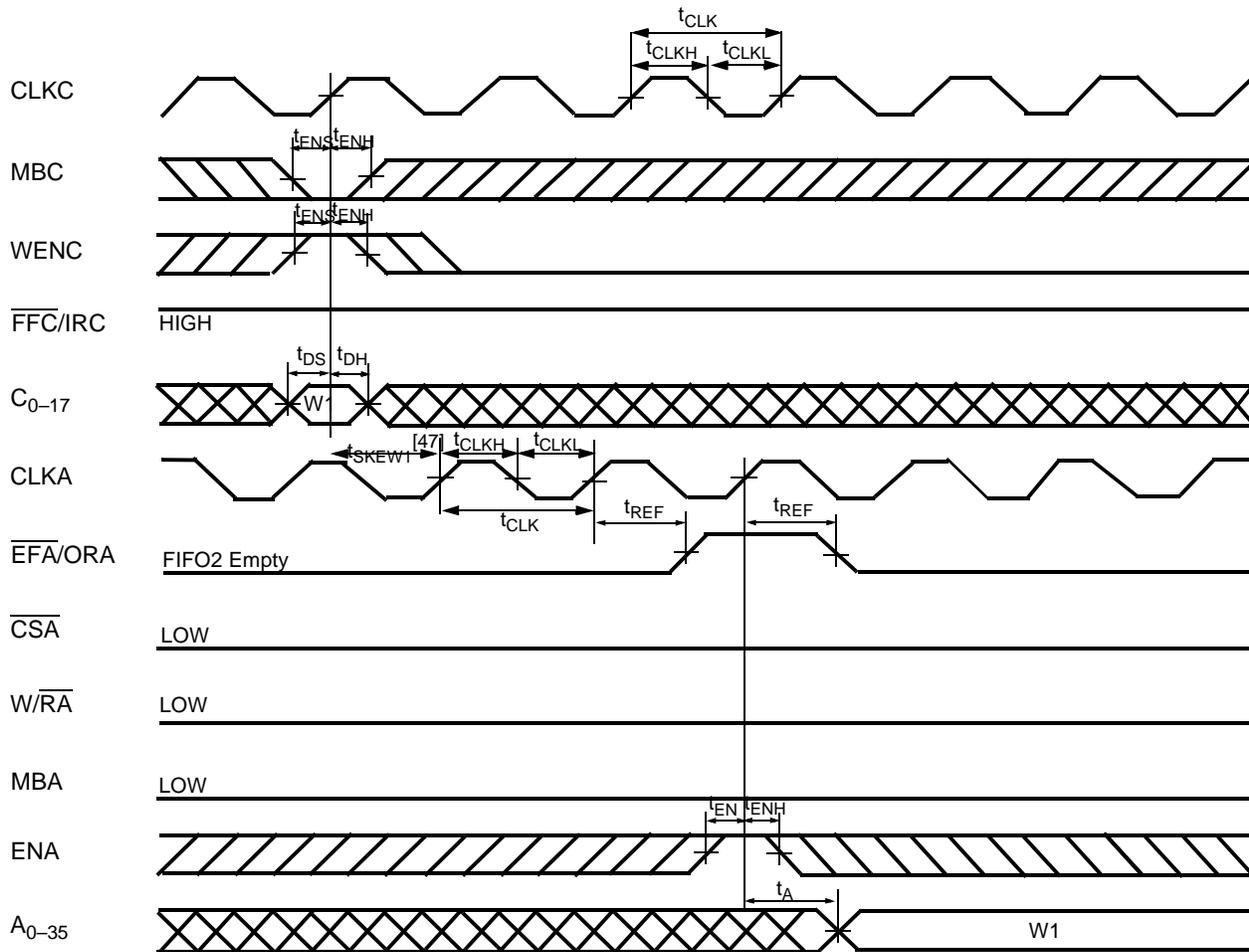 tCLK
tCLKH tCLKL
CLKC
tENS tENH
MBC
tENS tENH
WENC
FFC/IRC HIGH
tDS tDH
C0–17 W1
tSKEW1[47] tCLKH tCLKL
CLKA
tCLK tREF tREF
EFA/ORA FIFO2 Empty
CSA LOW
W/RA LOW
MBA LOW
tEN tENH
ENA
tA
A0–35 W1